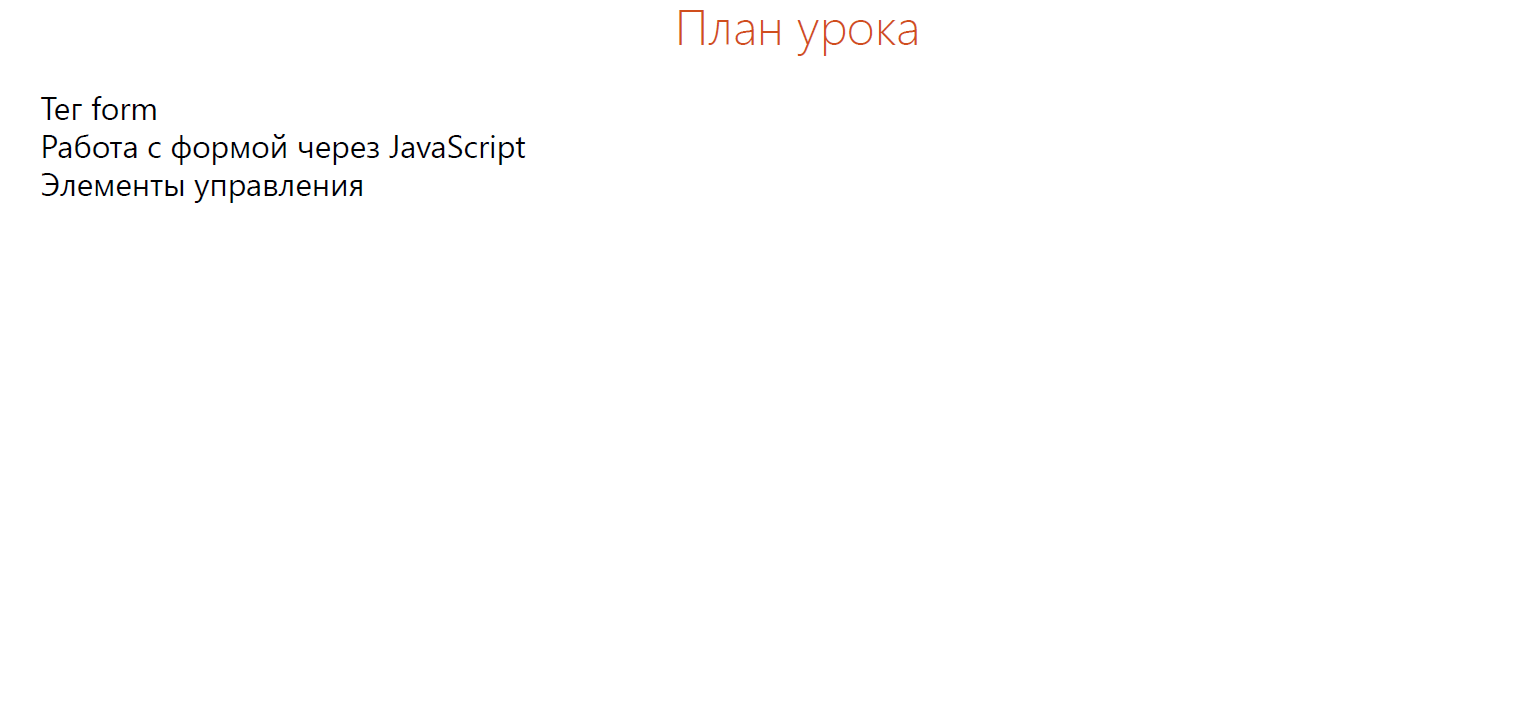 План урока
Тег form
Работа с формой через JavaScript
Элементы управления